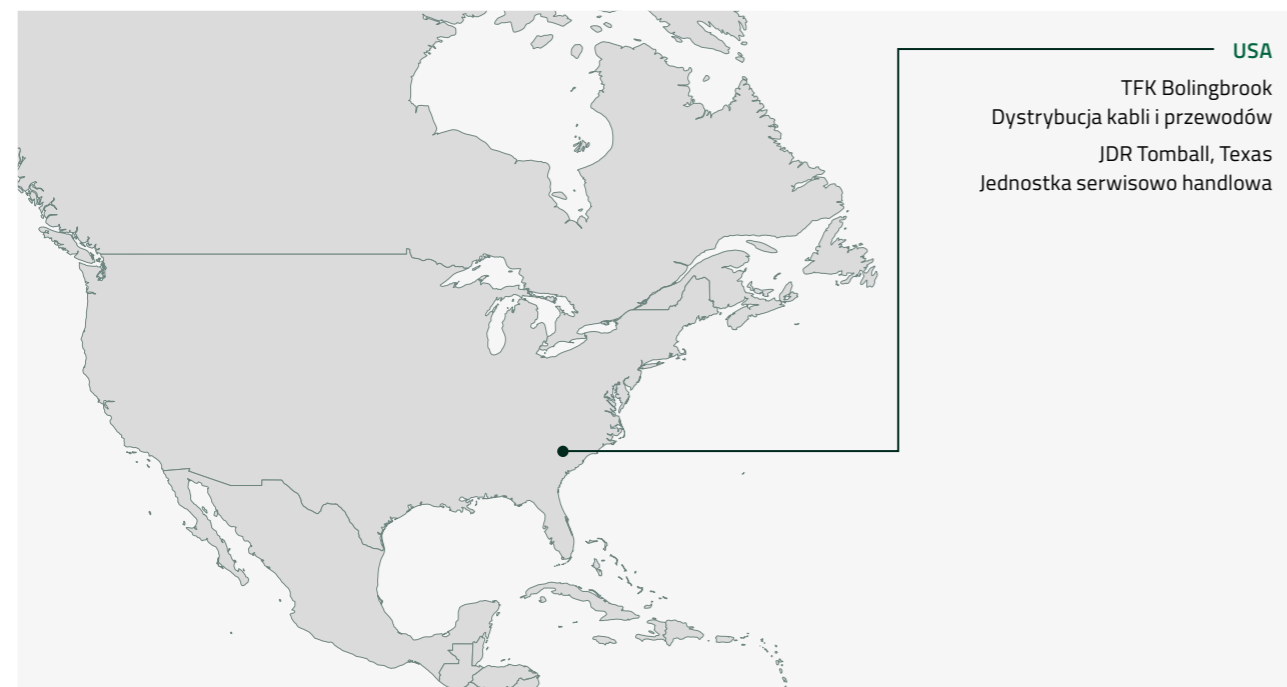 USA
TFK Bolingbrook
Dystrybucja kabli i przewodów
JDR Tomball, Texas
Jednostka serwisowo handlowa